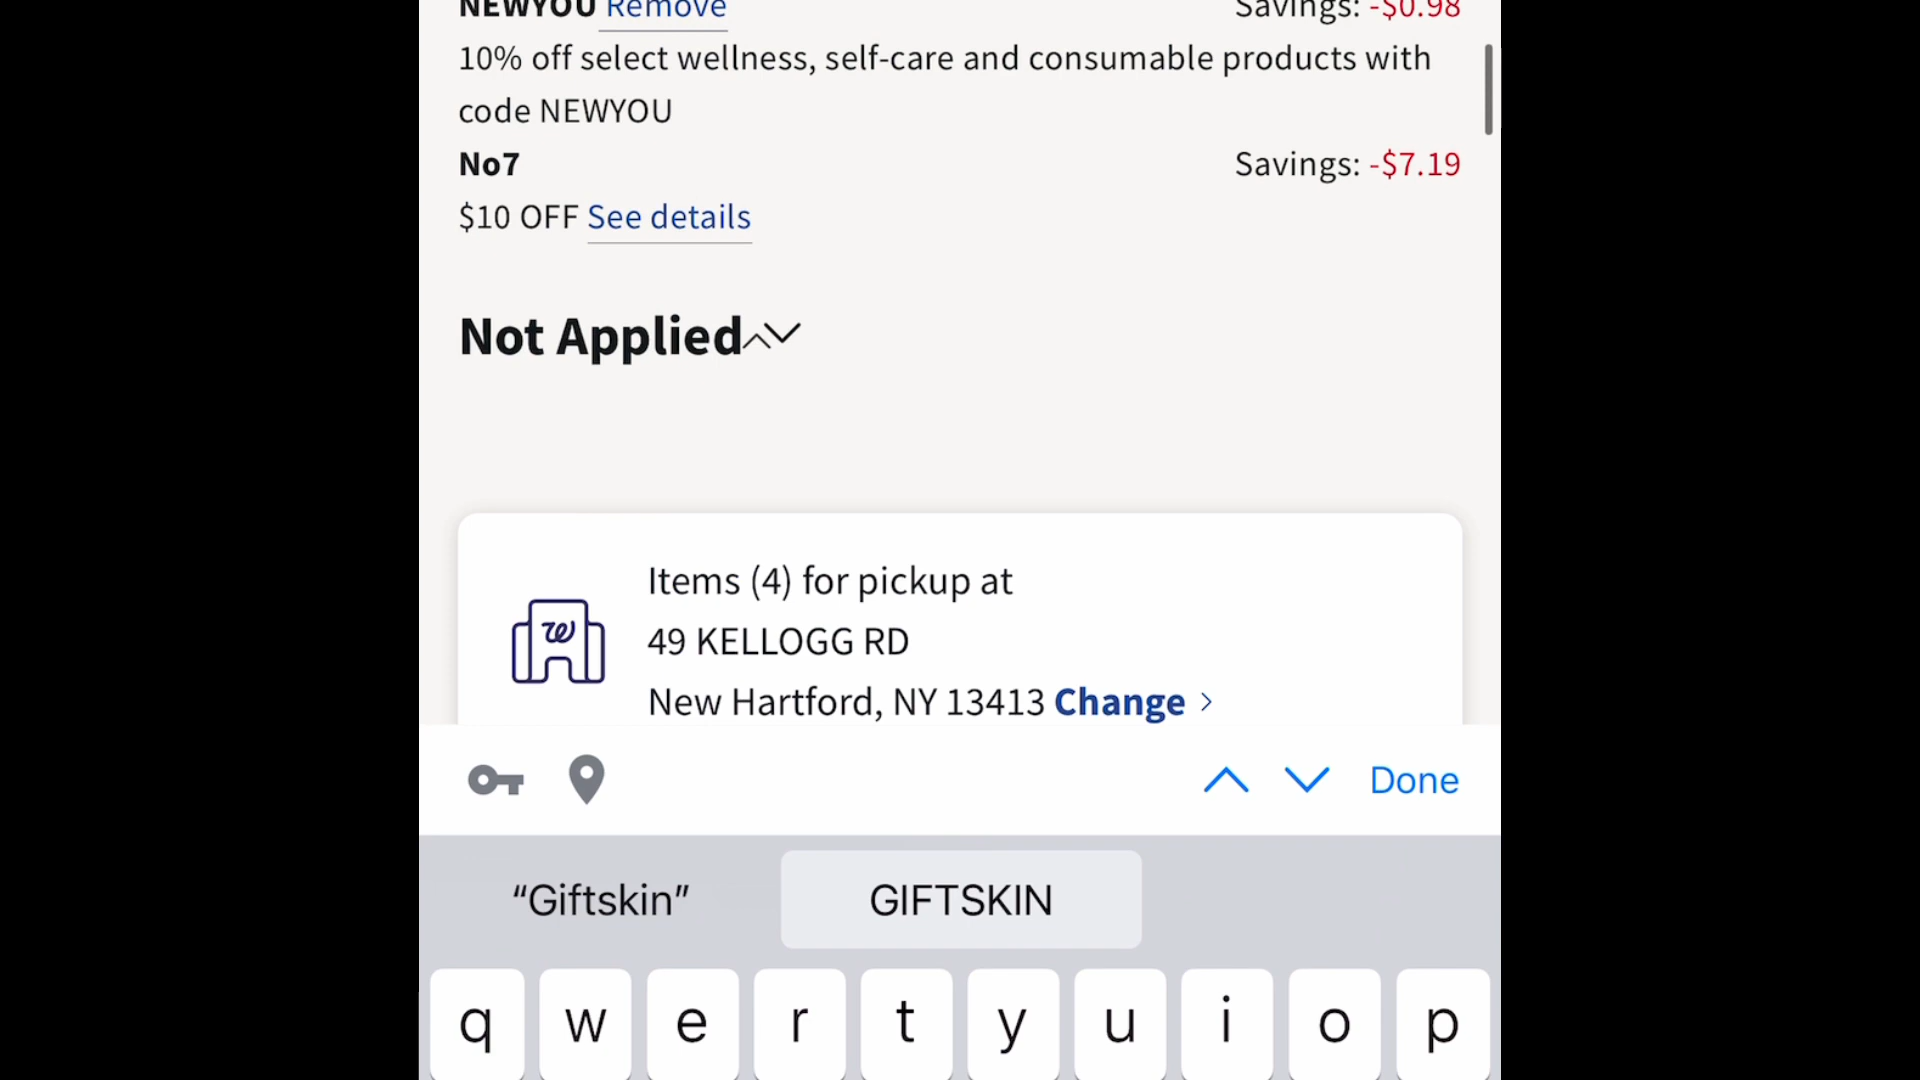 NEWYOU Remove Savings: -$0.98
10% off select wellness, self-care and consumable products with
code NEWYOU
No7 Savings: -$7.19
$10 OFF See details
Not Applied
Items (4) for pickup at
49 KELLOGG RD
New Hartford, NY 13413 Change
Done
“Giftskin” GIFTSKIN
q w e r t y u i o p